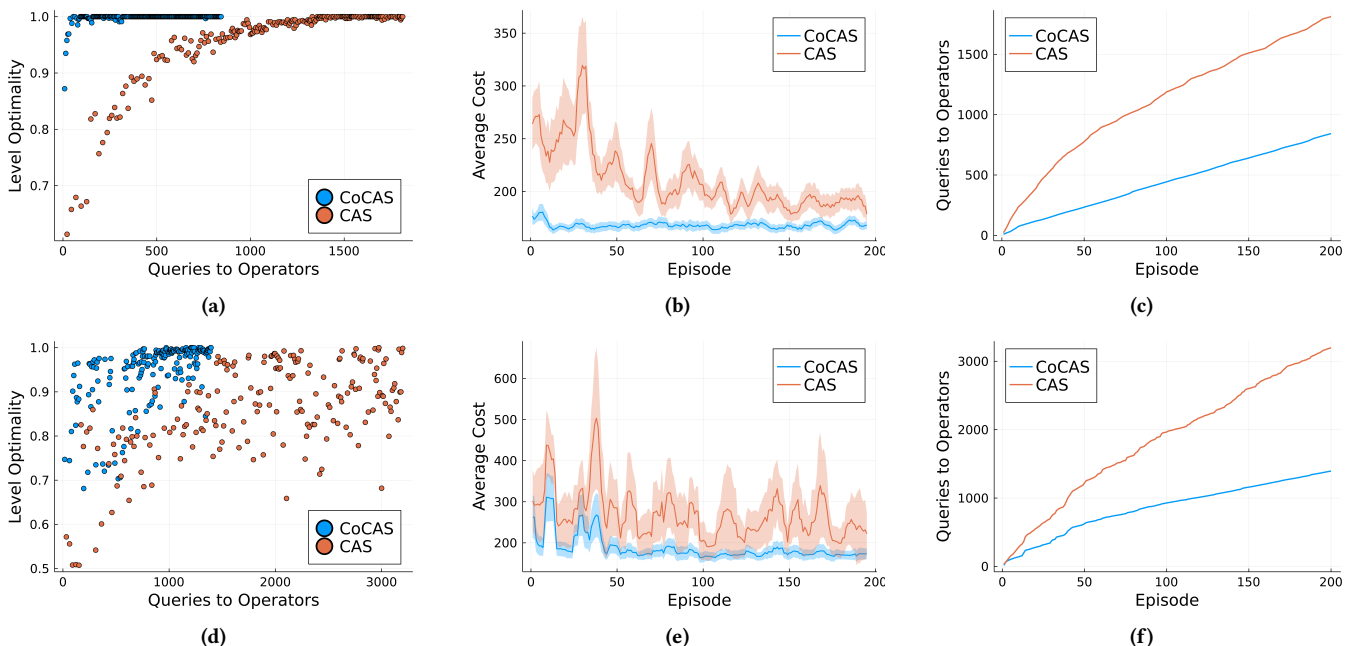 1.0
0.9
0.8
0.7
Level Optimality
0 500 1000 1500
Queries to Operators
CoCAS
CAS
(a)
350
300
250
200
Average Cost
0 50 100 150 200
Episode
CoCAS
CAS
(b)
1500
1000
500
0
Queries to Operators
0 50 100 150 200
Episode
CoCAS
CAS
(c)
1.0
0.9
0.8
0.7
0.6
0.5
Level Optimality
0 1000 2000 3000
Queries to Operators
CoCAS
CAS
(d)
600
500
400
300
200
Average Cost
0 50 100 150 200
Episode
CoCAS
CAS
(e)
3000
2000
1000
0
Queries to Operators
0 50 100 150 200
Episode
CoCAS
CAS
(f)